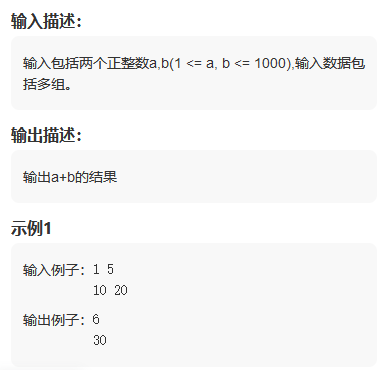 输入描述：
输入包括两个正整数a,b(1 <= a, b <= 1000),输入数据包
括多组。
输出描述：
输出a+b的结果
示例1
输入例子：1 5
10 20
输出例子：6
30